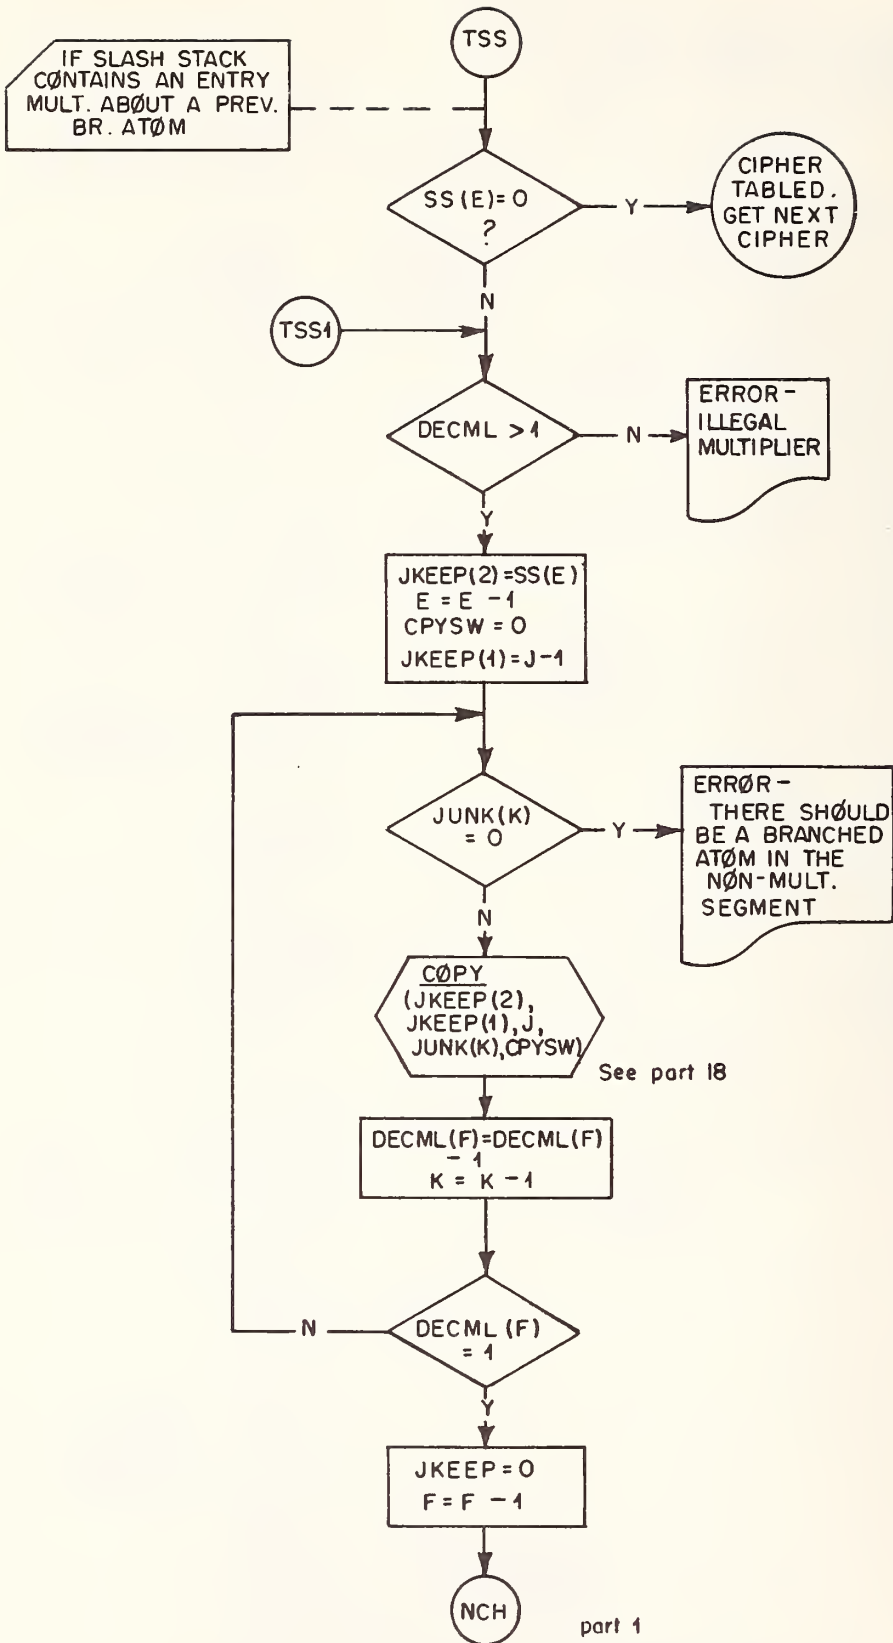 TSS
IF SLASH STACK
CØNTAINS AN ENTRY
MULT. ABØUT A PREV.
BR. ATØM
SS(E)=0
?
Y
CIPHER
TABLED.
GET NEXT
CIPHER
N
TSS1
DECML >1
N
ERROR-
ILLEGAL
MULTIPLIER
Y
JKEEP(2)=SS(E)
E = E -1
CPYSW = 0
JKEEP(1)=J-1
JUNK(K)
= 0
Y
ERRØR-
THERE SHØULD
BE A BRANCHED
ATØM IN THE
NØN-MULT.
SEGMENT
N
CØPY
(JKEEP(2),
JKEEP(1),J,
JUNK(K),CPYSW)
See part 18
DECML(F)=DECML(F)
-1
K = K -1
N
DECML (F)
= 1
Y
JKEEP=0
F=F -1
NCH
part 1